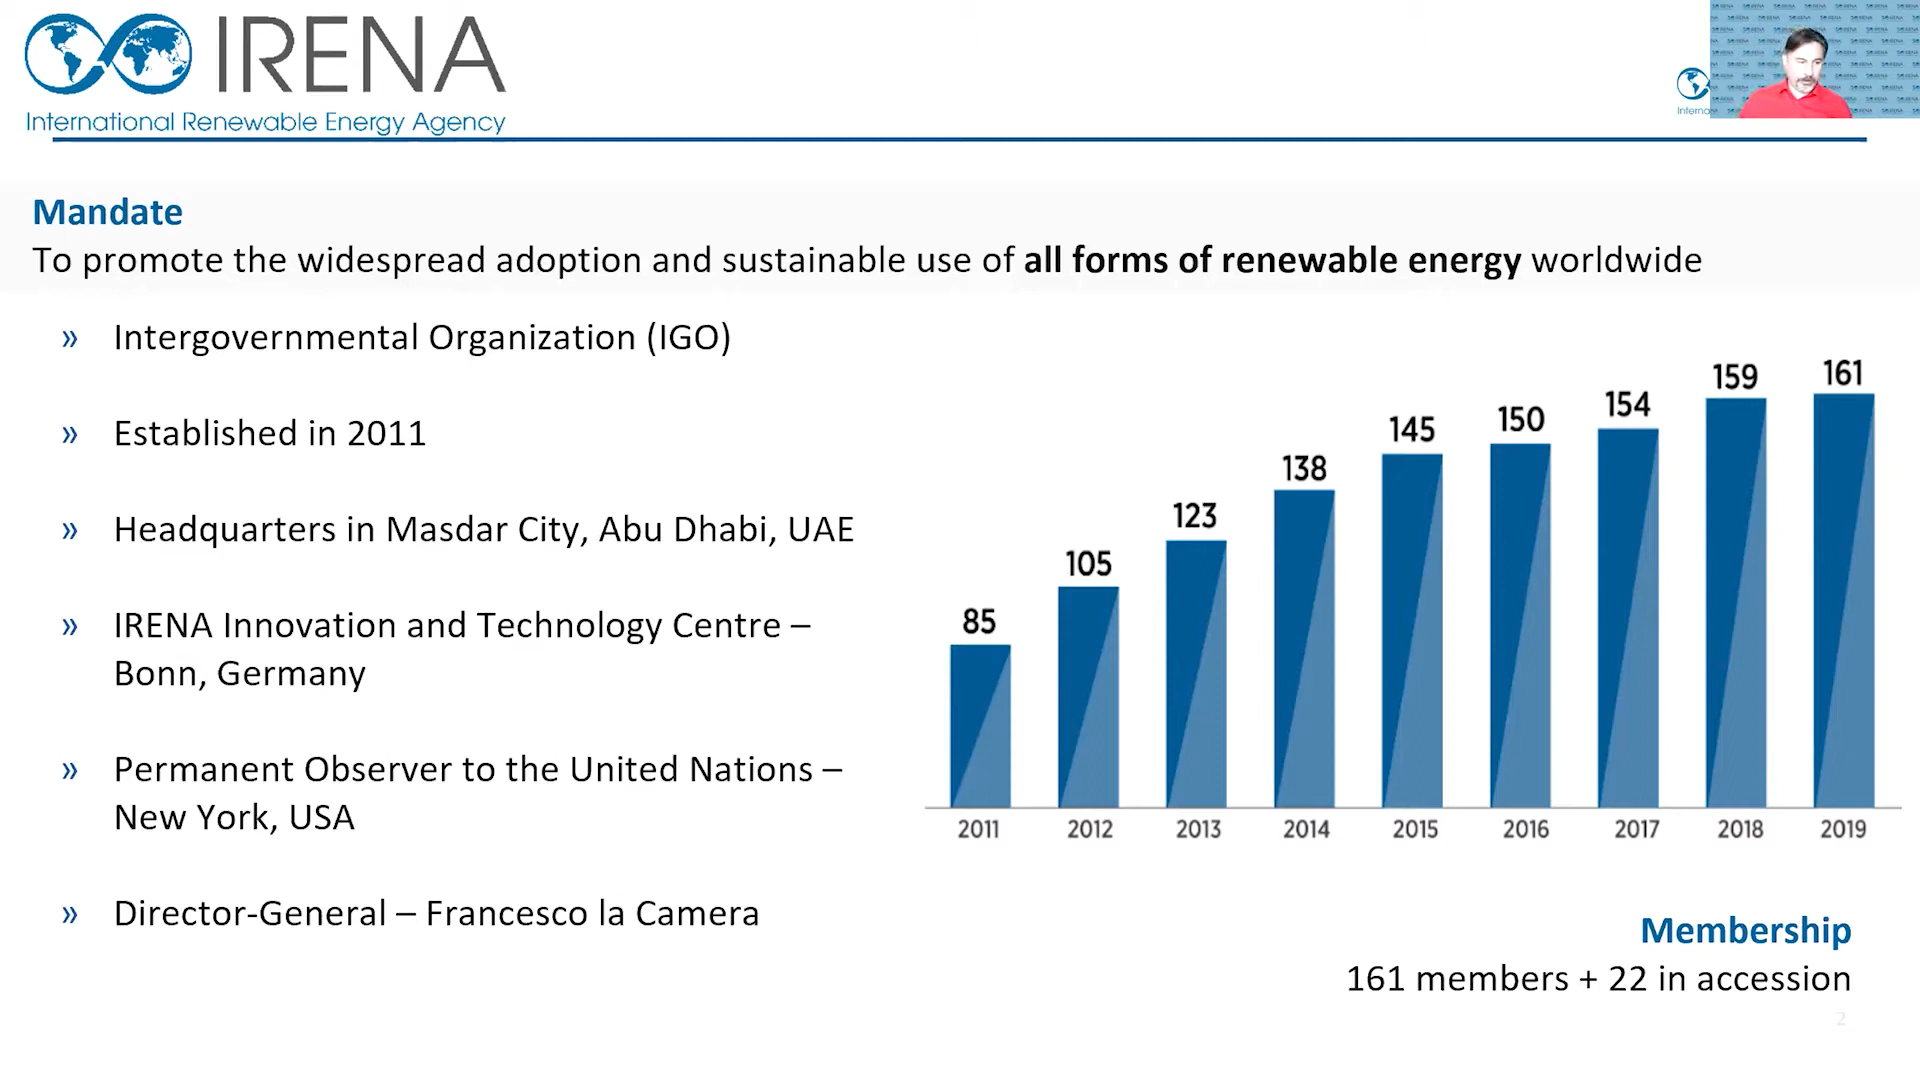 IRENA
International Renewable Energy Agency
Interna
Mandate
To promote the widespread adoption and sustainable use of all forms of renewable energy worldwide
» Intergovernmental Organization (IGO)
» Established in 2011
» Headquarters in Masdar City, Abu Dhabi, UAE
» IRENA Innovation and Technology Centre –
Bonn, Germany
» Permanent Observer to the United Nations –
New York, USA
» Director-General – Francesco la Camera
85
105
123
138
145
150
154
159
161
2011
2012
2013
2014
2015
2016
2017
2018
2019
Membership
161 members + 22 in accession
2